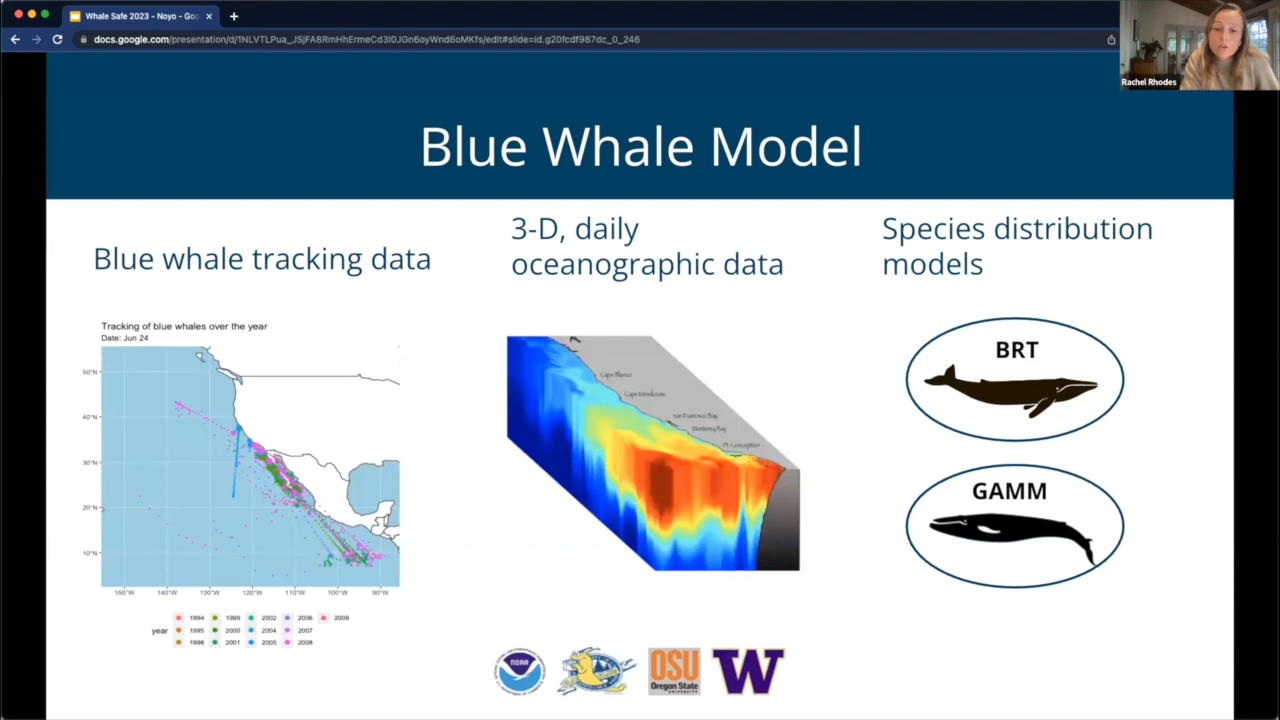 Whale Safe 2023 - Noyo - Goo
docs.google.com/presentation/d/1NLVTLPua_JSjFA8RmHhErmeCd3l0JGn6oyWnd6oMKfs/edit#slide=id.g20fcdf987dc_0_246
Rachel Rhodes
Blue Whale Model
Blue whale tracking data
3-D, daily
oceanographic data
Species distribution
models
Tracking of blue whales over the year
Date: Jun 24
50°N
40°N
30°N
20°N
10°N
150°W 140°W 130°W 120°W 110°W 100°W 90°W
year
1994 1999 2002 2006 2009
1995 2000 2004 2007
1998 2001 2005 2008
Cape Blanco
Cape Mendocino
San Francisco Bay
Monterey Bay
Pt. Conception
BRT
GAMM
NOAA
OSU
Oregon State
UNIVERSITY
W